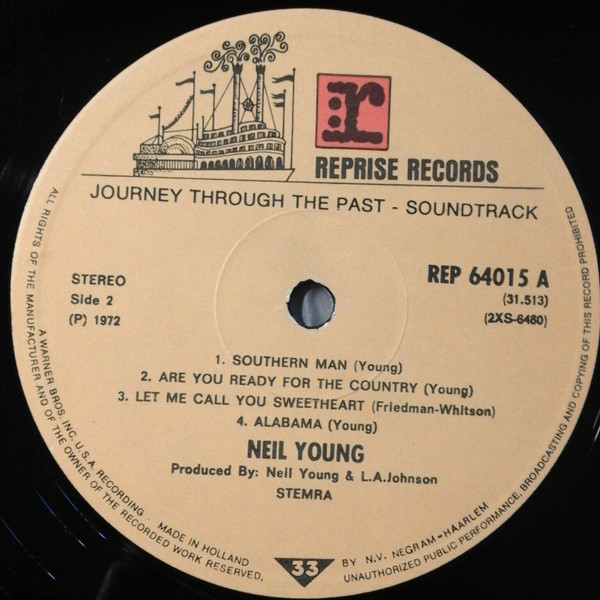 r
REPRISE RECORDS
JOURNEY THROUGH THE PAST - SOUNDTRACK
STEREO
Side 2
(P) 1972
REP 64015 A
(31.513)
(2XS-6480)
1. SOUTHERN MAN (Young)
2. ARE YOU READY FOR THE COUNTRY (Young)
3. LET ME CALL YOU SWEETHEART (Friedman-Whitson)
4. ALABAMA (Young)
NEIL YOUNG
Produced By: Neil Young & L.A.Johnson
STEMRA
33
ALL RIGHTS OF THE MANUFACTURER AND OF THE OWNER OF THE RECORDED WORK RESERVED.
A WARNER BROS. INC. U.S.A. RECORDING. MADE IN HOLLAND
BY N.V. NEGRAM-HAARLEM
UNAUTHORIZED PUBLIC PERFORMANCE, BROADCASTING AND COPYING OF THIS RECORD PROHIBITED